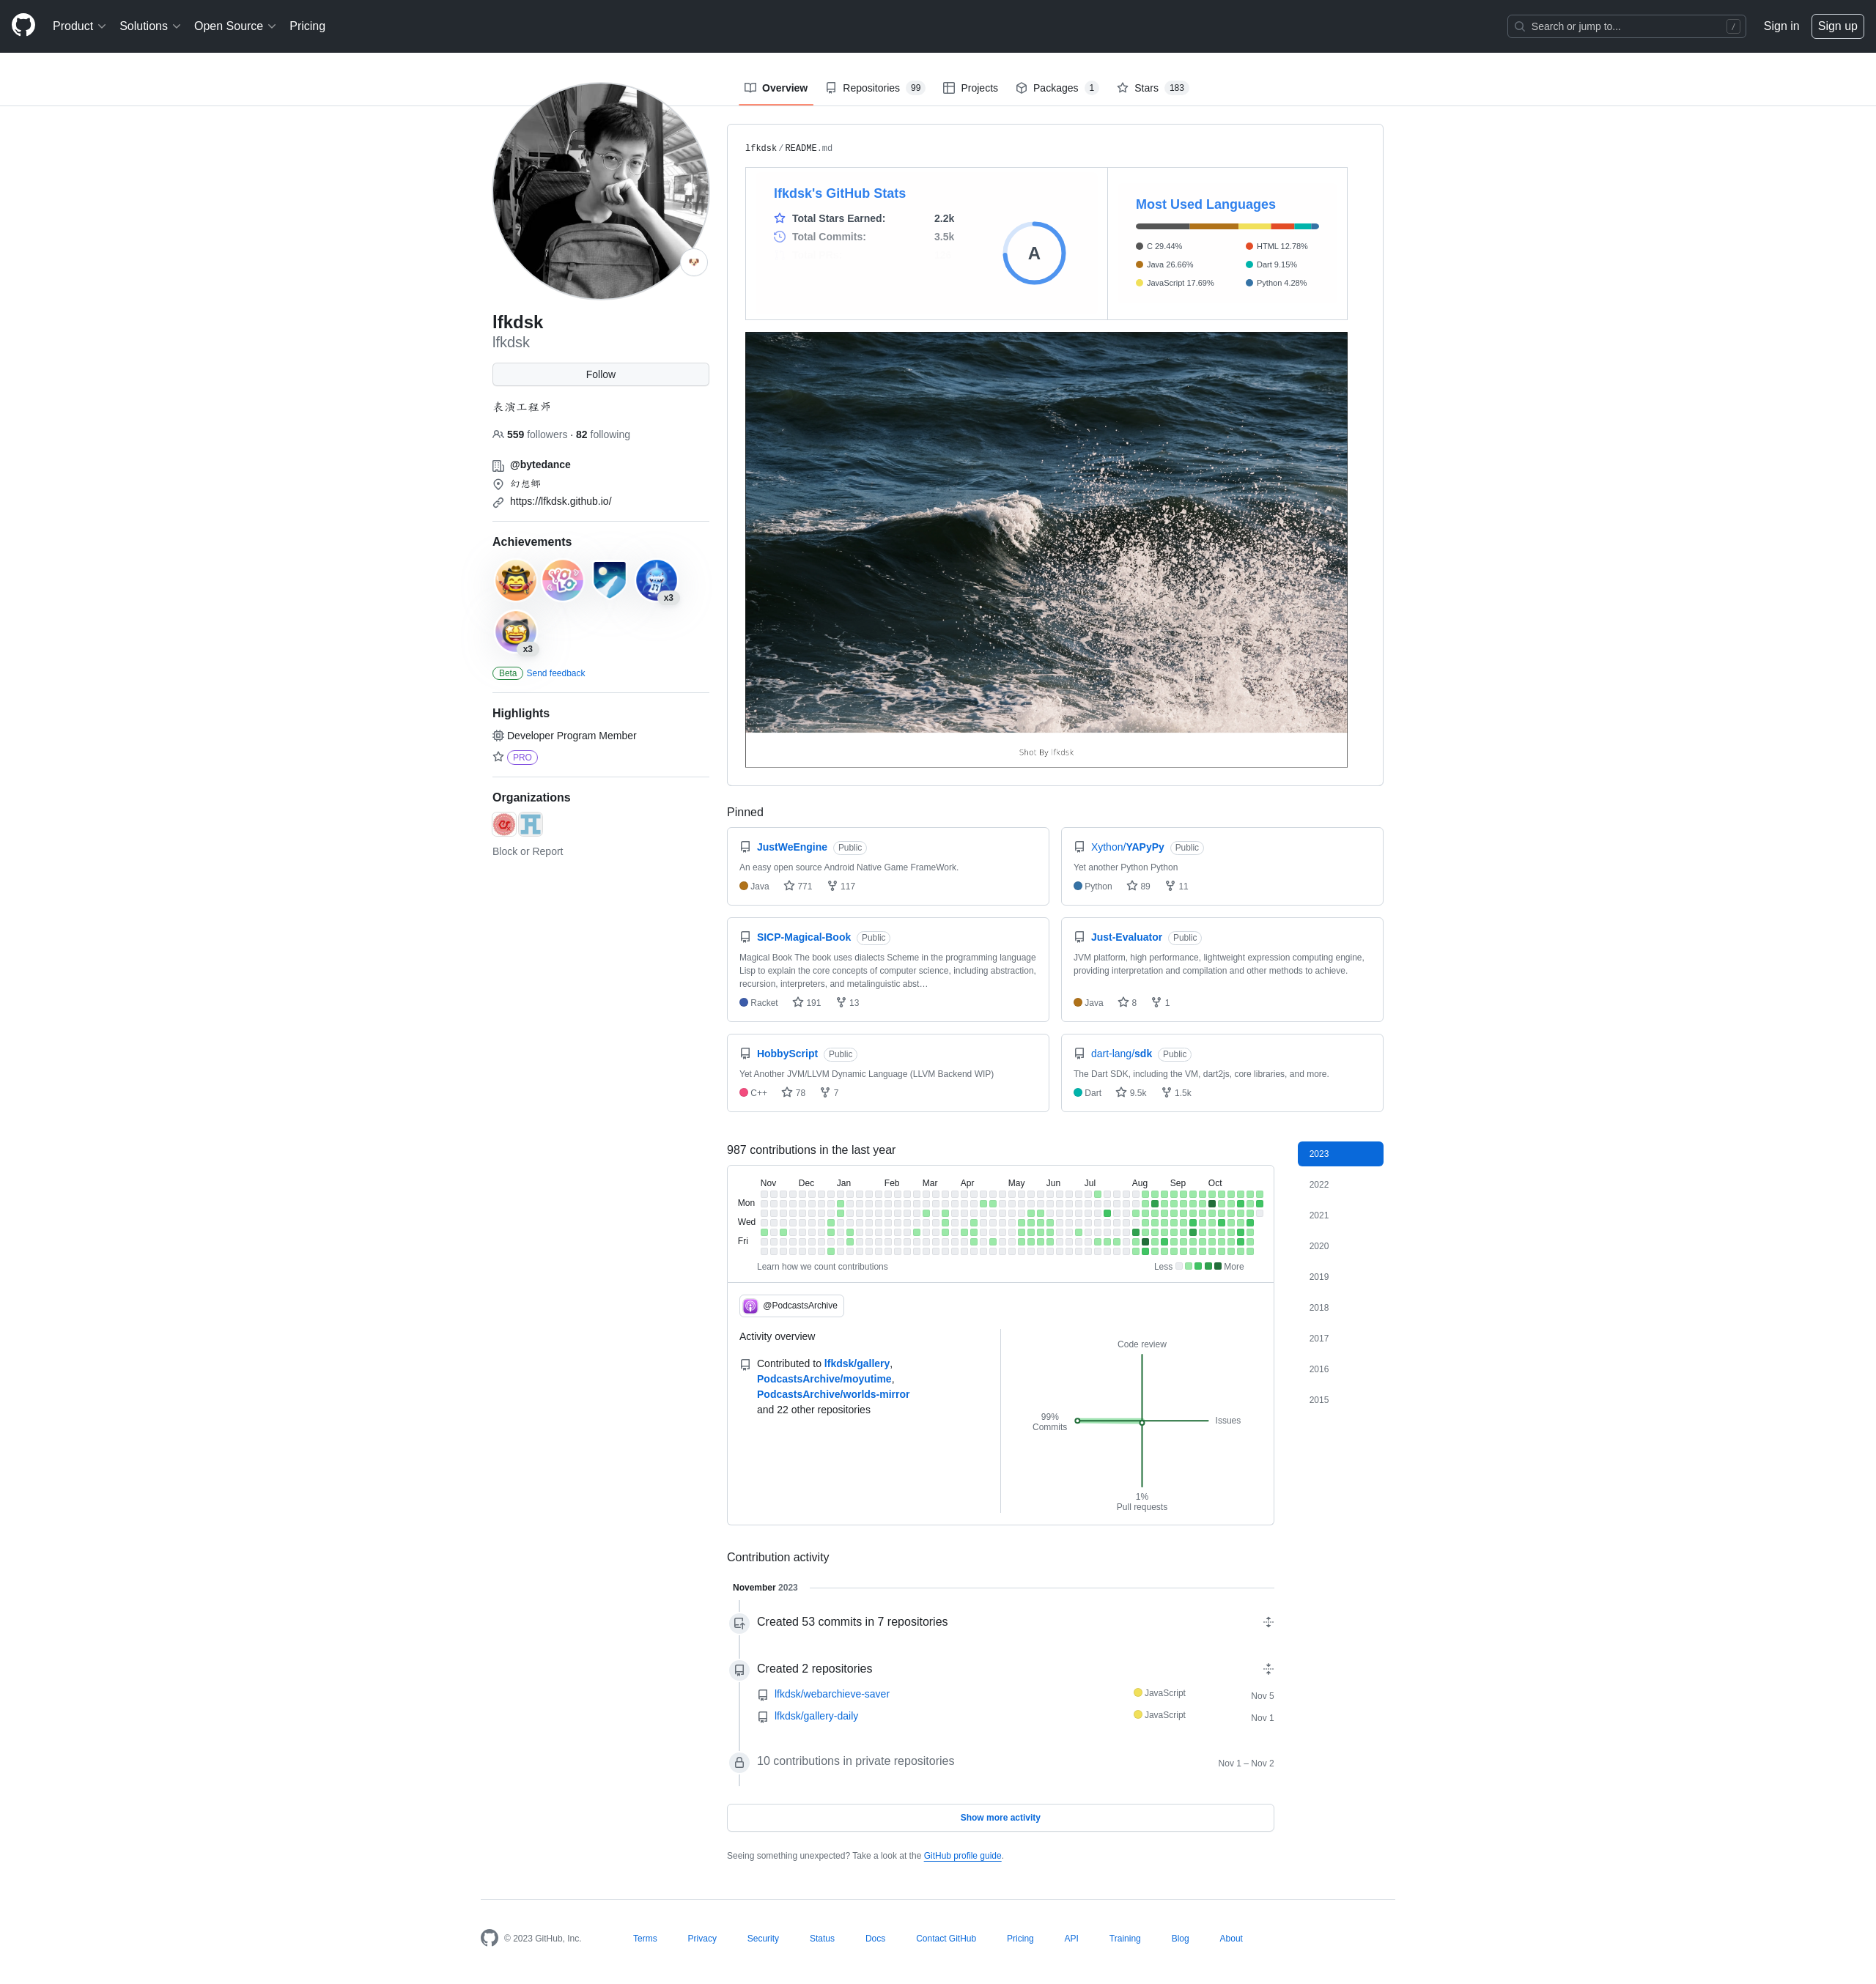 Product Solutions Open Source Pricing Search or jump to... / Sign in Sign up
Overview Repositories 99 Projects Packages 1 Stars 183
lfkdsk
lfkdsk
Follow
表演工程师
559 followers · 82 following
@bytedance
幻想鄉
https://lfkdsk.github.io/
Achievements
YOLO
x3
x3
Beta Send feedback
Highlights
Developer Program Member
PRO
Organizations
Block or Report
lfkdsk/README.md
lfkdsk's GitHub Stats
Total Stars Earned: 2.2k
Total Commits: 3.5k
A
Most Used Languages
C 29.44% HTML 12.78%
Java 26.66% Dart 9.15%
JavaScript 17.69% Python 4.28%
Shot By lfkdsk
Pinned
JustWeEngine Public
An easy open source Android Native Game FrameWork.
Java 771 117
Xython/YAPyPy Public
Yet another Python Python
Python 89 11
SICP-Magical-Book Public
Magical Book The book uses dialects Scheme in the programming language
Lisp to explain the core concepts of computer science, including abstraction,
recursion, interpreters, and metalinguistic abst…
Racket 191 13
Just-Evaluator Public
JVM platform, high performance, lightweight expression computing engine,
providing interpretation and compilation and other methods to achieve.
Java 8 1
HobbyScript Public
Yet Another JVM/LLVM Dynamic Language (LLVM Backend WIP)
C++ 78 7
dart-lang/sdk Public
The Dart SDK, including the VM, dart2js, core libraries, and more.
Dart 9.5k 1.5k
987 contributions in the last year
Nov Dec Jan Feb Mar Apr May Jun Jul Aug Sep Oct
Mon
Wed
Fri
Learn how we count contributions Less More
2023
2022
2021
2020
2019
2018
2017
2016
2015
@PodcastsArchive
Activity overview
Contributed to lfkdsk/gallery,
PodcastsArchive/moyutime,
PodcastsArchive/worlds-mirror
and 22 other repositories
Code review
99%
Commits
Issues
1%
Pull requests
Contribution activity
November 2023
Created 53 commits in 7 repositories
Created 2 repositories
lfkdsk/webarchieve-saver JavaScript Nov 5
lfkdsk/gallery-daily JavaScript Nov 1
10 contributions in private repositories Nov 1 – Nov 2
Show more activity
Seeing something unexpected? Take a look at the GitHub profile guide.
© 2023 GitHub, Inc. Terms Privacy Security Status Docs Contact GitHub Pricing API Training Blog About